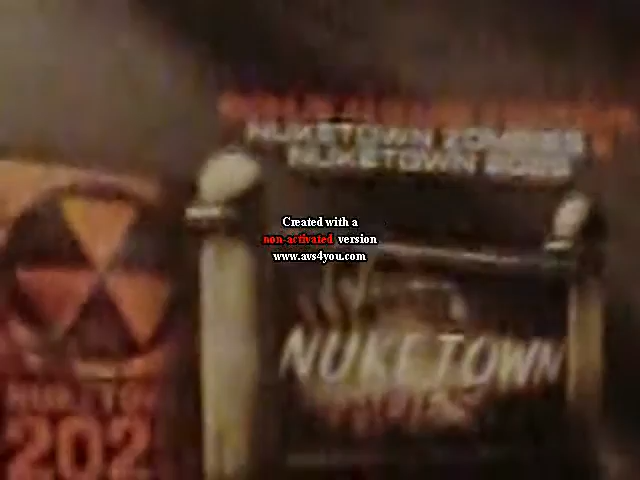 NUKETOWN ZOMBIES
NUKETOWN 2025
Created with a
non-activated version
www.avs4you.com
NUKETOWN
NUKETOW
202